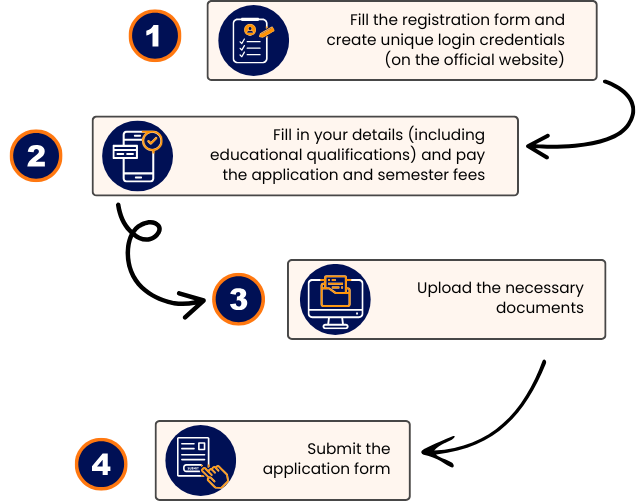 1
Fill the registration form and
create unique login credentials
(on the official website)
2
Fill in your details (including
educational qualifications) and pay
the application and semester fees
3
Upload the necessary
documents
4
Submit the
application form